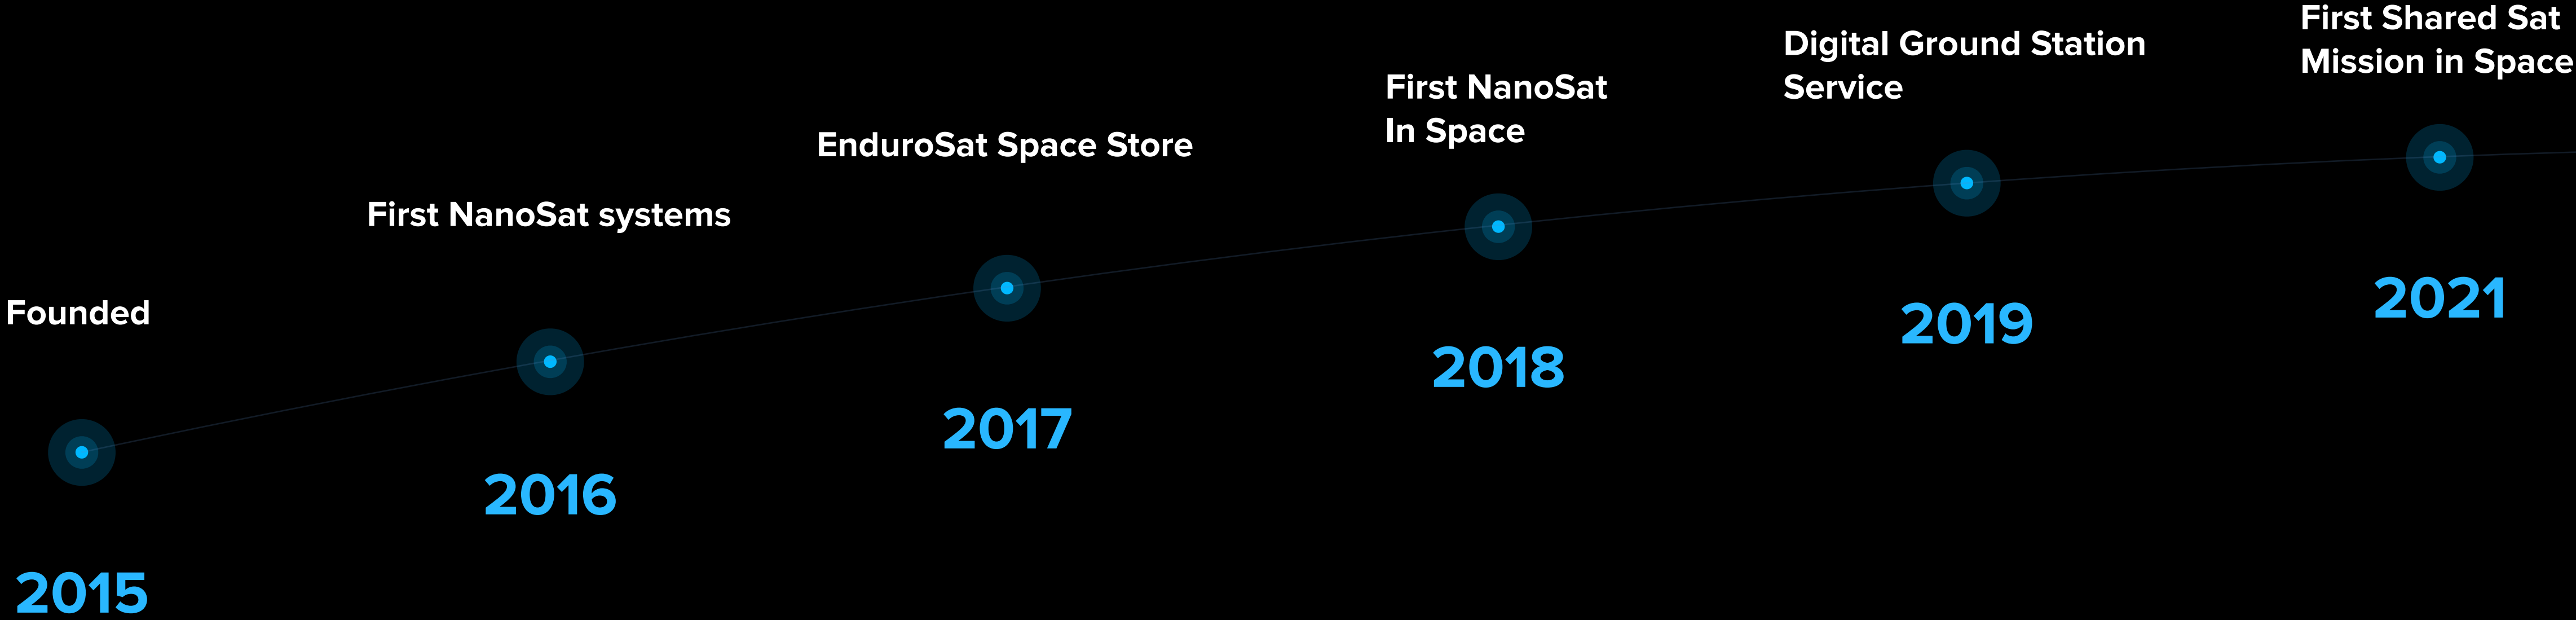 Founded
2015
First NanoSat systems
2016
EnduroSat Space Store
2017
First NanoSat
In Space
2018
Digital Ground Station
Service
2019
First Shared Sat
Mission in Space
2021